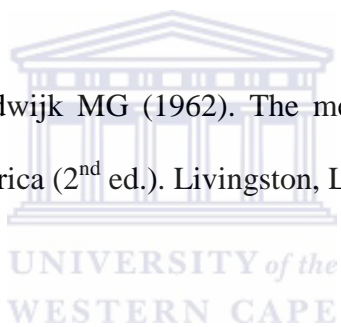 dwijk MG (1962). The me
rica (2nd ed.). Livingston, L
UNIVERSITY of the
WESTERN CAPE